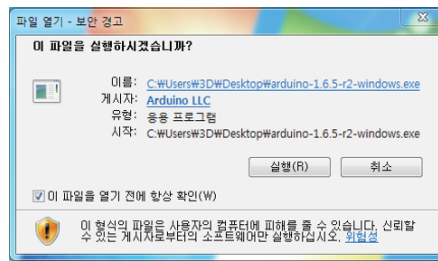 파일 열기 - 보안 경고
이 파일을 실행하시겠습니까?
이름: C:₩Users₩3D₩Desktop₩arduino-1.6.5-r2-windows.exe
게시자: Arduino LLC
유형: 응용 프로그램
시작: C:₩Users₩3D₩Desktop₩arduino-1.6.5-r2-windows.exe
실행(R) 취소
이 파일을 열기 전에 항상 확인(W)
이 형식의 파일은 사용자의 컴퓨터에 피해를 줄 수 있습니다. 신뢰할
수 있는 게시자로부터의 소프트웨어만 실행하십시오. 위험성